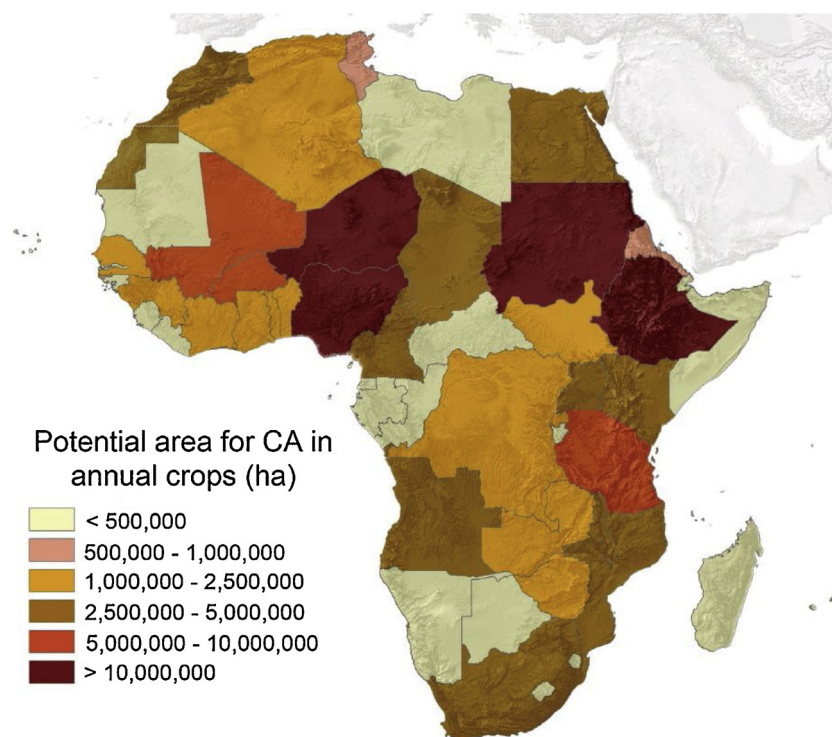 Potential area for CA in
annual crops (ha)
< 500,000
500,000 - 1,000,000
1,000,000 - 2,500,000
2,500,000 - 5,000,000
5,000,000 - 10,000,000
> 10,000,000